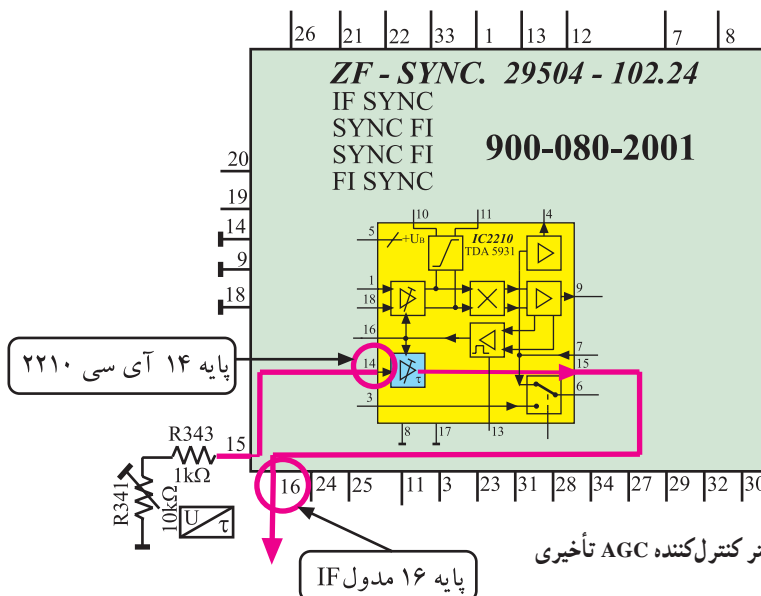 26 21 22 33 1 13 12 7 8
ZF - SYNC. 29504 - 102.24
IF SYNC
SYNC FI
SYNC FI
FI SYNC
900-080-2001
20
19
14
9
18
10 11 4
5 +UB
IC2210
TDA 5931
1
18
9
16
7
14
τ
15
6
3
8 17 13
پایه ۱۴ آی سی ۲۲۱۰
R343
1kΩ
15
R341
10kΩ
U
τ
16 24 25 11 3 23 31 28 34 27 29 32 30
پایه ۱۶ مدول IF
کنترل‌کننده AGC تأخیری